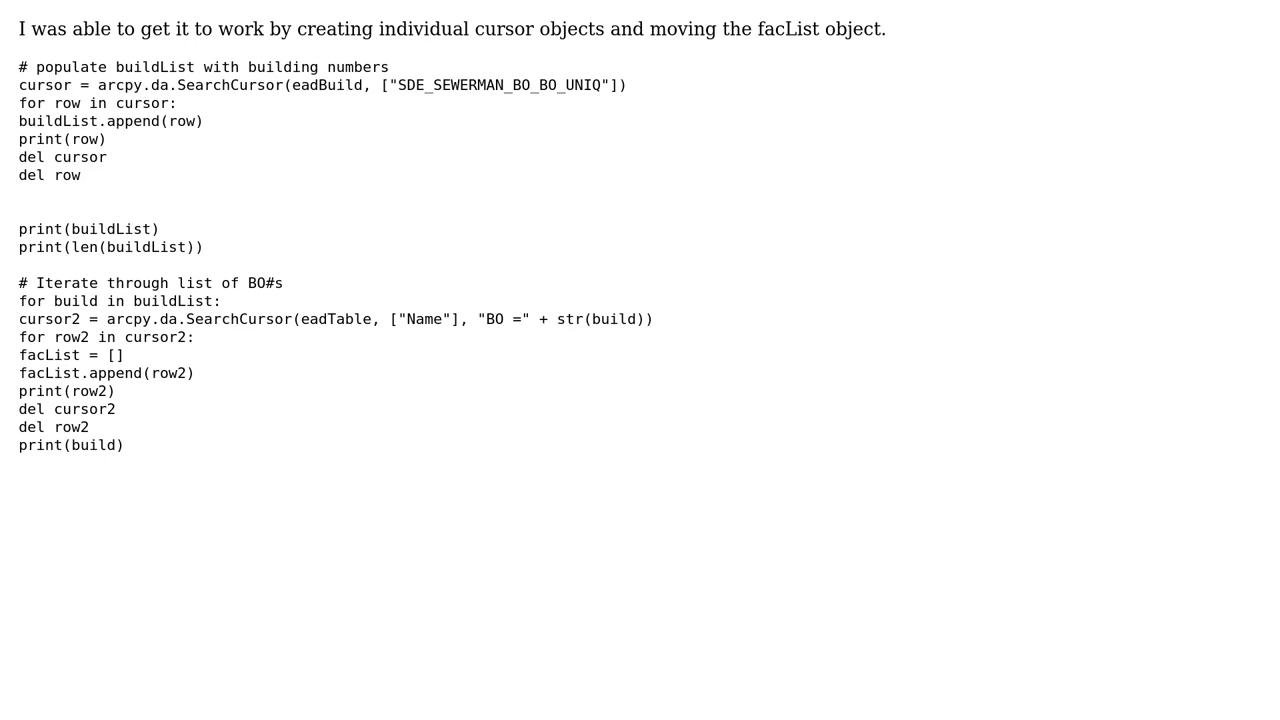 I was able to get it to work by creating individual cursor objects and moving the facList object.
# populate buildList with building numbers
cursor = arcpy.da.SearchCursor(eadBuild, ["SDE_SEWERMAN_BO_BO_UNIQ"])
for row in cursor:
buildList.append(row)
print(row)
del cursor
del row
print(buildList)
print(len(buildList))
# Iterate through list of BO#s
for build in buildList:
cursor2 = arcpy.da.SearchCursor(eadTable, ["Name"], "BO =" + str(build))
for row2 in cursor2:
facList = []
facList.append(row2)
print(row2)
del cursor2
del row2
print(build)